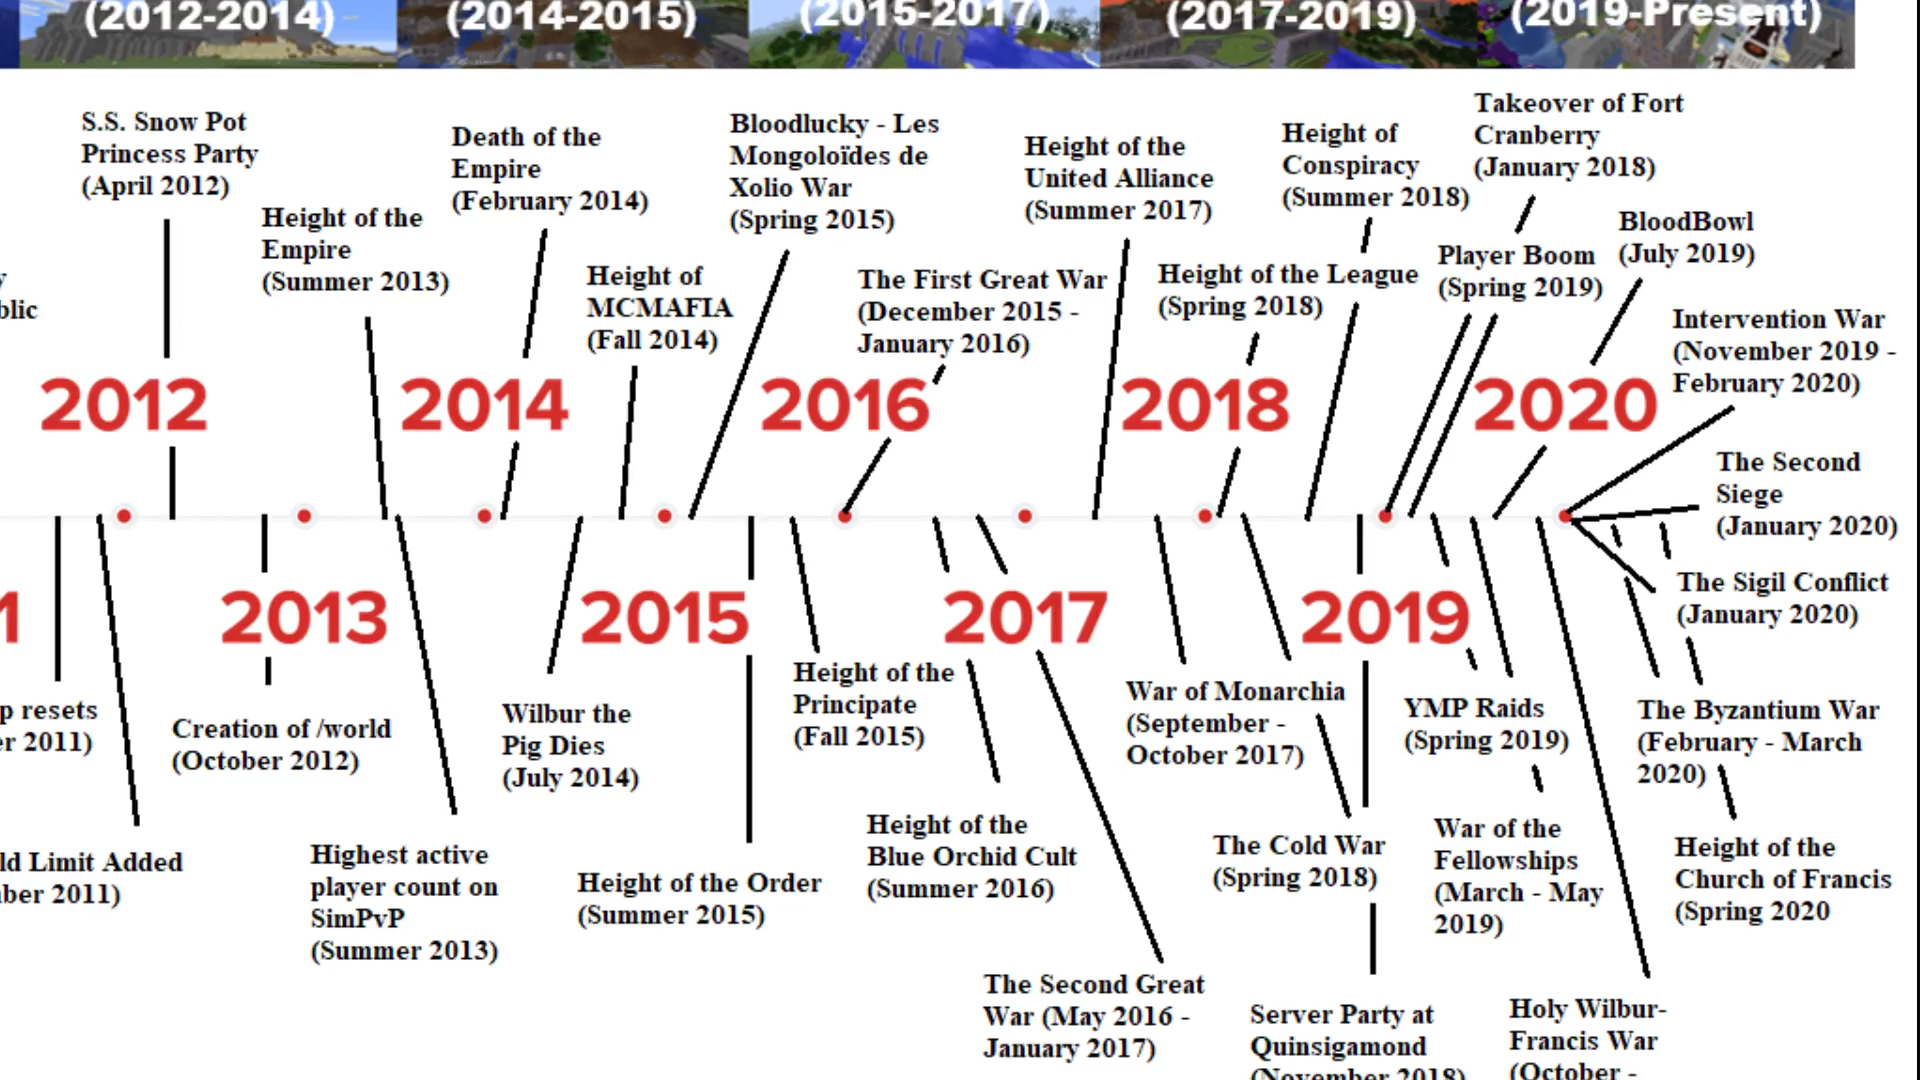 (2012-2014)
(2014-2015)
(2015-2017)
(2017-2019)
(2019-Present)
S.S. Snow Pot
Princess Party
(April 2012)
Height of the
Empire
(Summer 2013)
Death of the
Empire
(February 2014)
Height of
MCMAFIA
(Fall 2014)
Bloodlucky - Les
Mongoloïdes de
Xolio War
(Spring 2015)
The First Great War
(December 2015 -
January 2016)
Height of the
United Alliance
(Summer 2017)
Height of the League
(Spring 2018)
Height of
Conspiracy
(Summer 2018)
Takeover of Fort
Cranberry
(January 2018)
Player Boom
(Spring 2019)
BloodBowl
(July 2019)
Intervention War
(November 2019 -
February 2020)
The Second
Siege
(January 2020)
The Sigil Conflict
(January 2020)
2012
2014
2016
2018
2020
2013
2015
2017
2019
p resets
er 2011)
ld Limit Added
ber 2011)
Creation of /world
(October 2012)
Highest active
player count on
SimPvP
(Summer 2013)
Wilbur the
Pig Dies
(July 2014)
Height of the Order
(Summer 2015)
Height of the
Principate
(Fall 2015)
Height of the
Blue Orchid Cult
(Summer 2016)
The Second Great
War (May 2016 -
January 2017)
War of Monarchia
(September -
October 2017)
The Cold War
(Spring 2018)
Server Party at
Quinsigamond
(November 2018)
YMP Raids
(Spring 2019)
War of the
Fellowships
(March - May
2019)
Holy Wilbur-
Francis War
(October -
The Byzantium War
(February - March
2020)
Height of the
Church of Francis
(Spring 2020